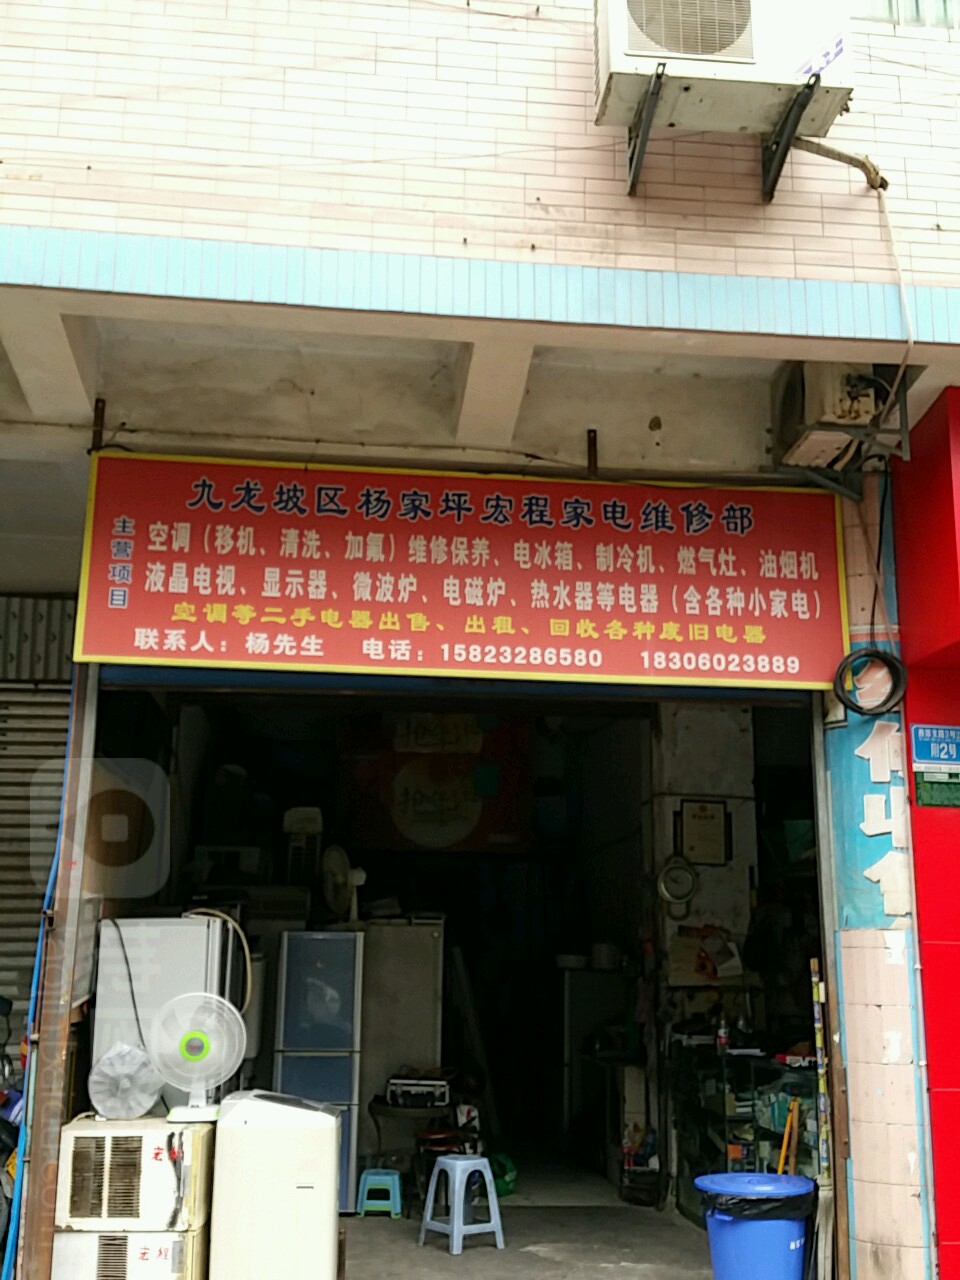 九龙坡区杨家坪宏程家电维修部
主营项目
空调（移机、清洗、加氟）维修保养、电冰箱、制冷机、燃气灶、油烟机
液晶电视、显示器、微波炉、电磁炉、热水器等电器（含各种小家电）
空调等二手电器出售、出租、回收各种废旧电器
联系人：杨先生 电话：15823286580 18306023889
附2号
宏程